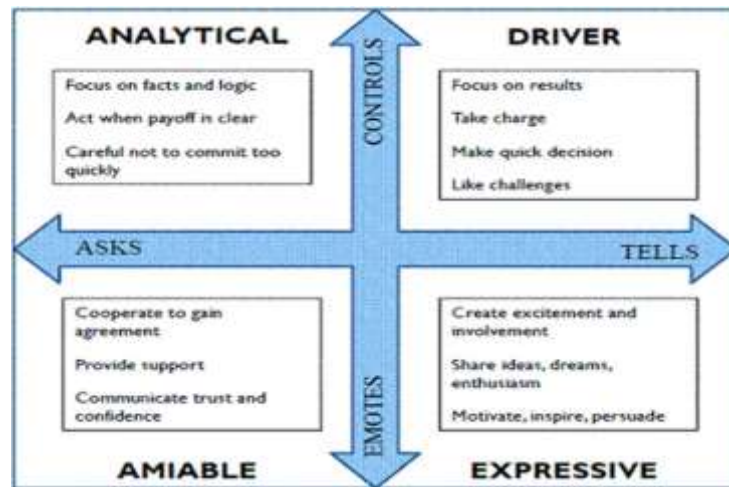 ANALYTICAL
Focus on facts and logic
Act when payoff is clear
Careful not to commit too
quickly
CONTROLS
DRIVER
Focus on results
Take charge
Make quick decision
Like challenges
ASKS
TELLS
Cooperate to gain
agreement
Provide support
Communicate trust and
confidence
AMIABLE
EMOTES
Create excitement and
involvement
Share ideas, dreams,
enthusiasm
Motivate, inspire, persuade
EXPRESSIVE